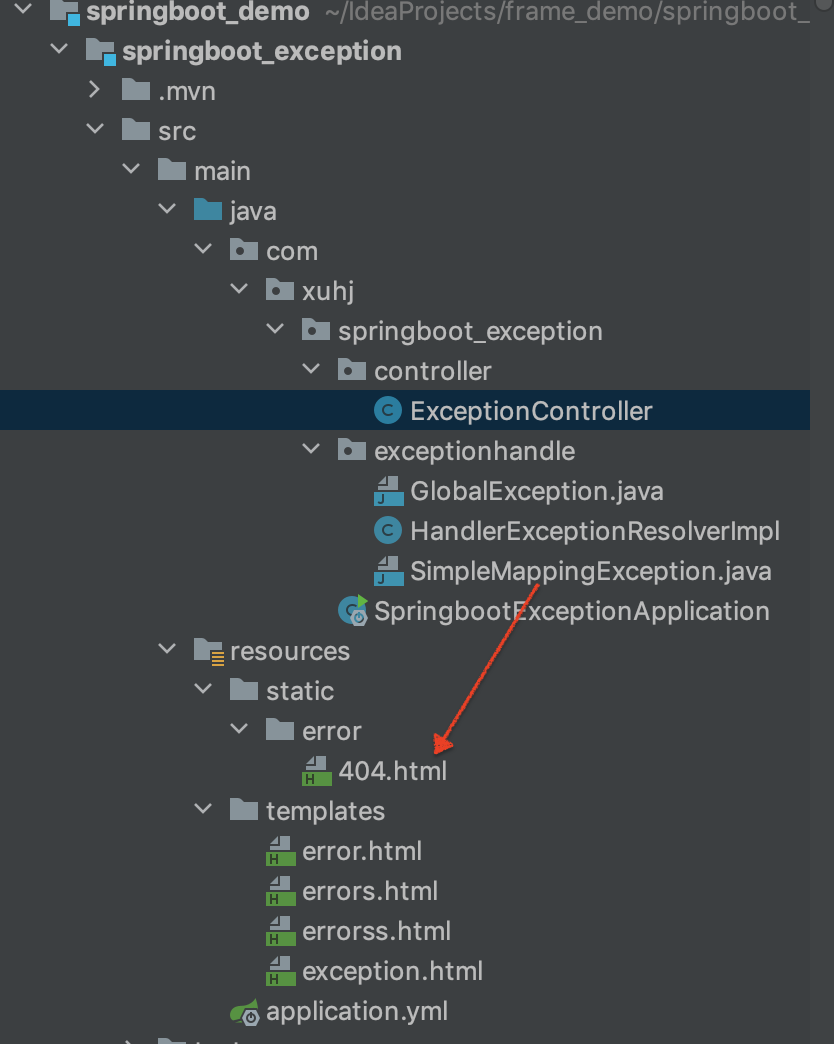 springboot_demo ~/IdeaProjects/frame_demo/springboot_
springboot_exception
.mvn
src
main
java
com
xuhj
springboot_exception
controller
C ExceptionController
exceptionhandle
J GlobalException.java
C HandlerExceptionResolverImpl
J SimpleMappingException.java
SpringbootExceptionApplication
resources
static
error
H 404.html
templates
H error.html
H errors.html
H errorss.html
H exception.html
application.yml